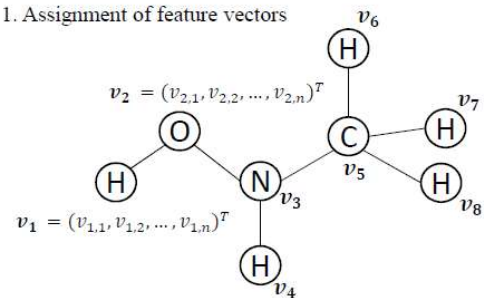 1. Assignment of feature vectors
v₆
H
v₂ = (v₂,₁, v₂,₂, ..., v₂,ₙ)ᵀ
v₇
O
C
H
v₅
H
N
H
v₃
v₈
v₁ = (v₁,₁, v₁,₂, ..., v₁,ₙ)ᵀ
H
v₄